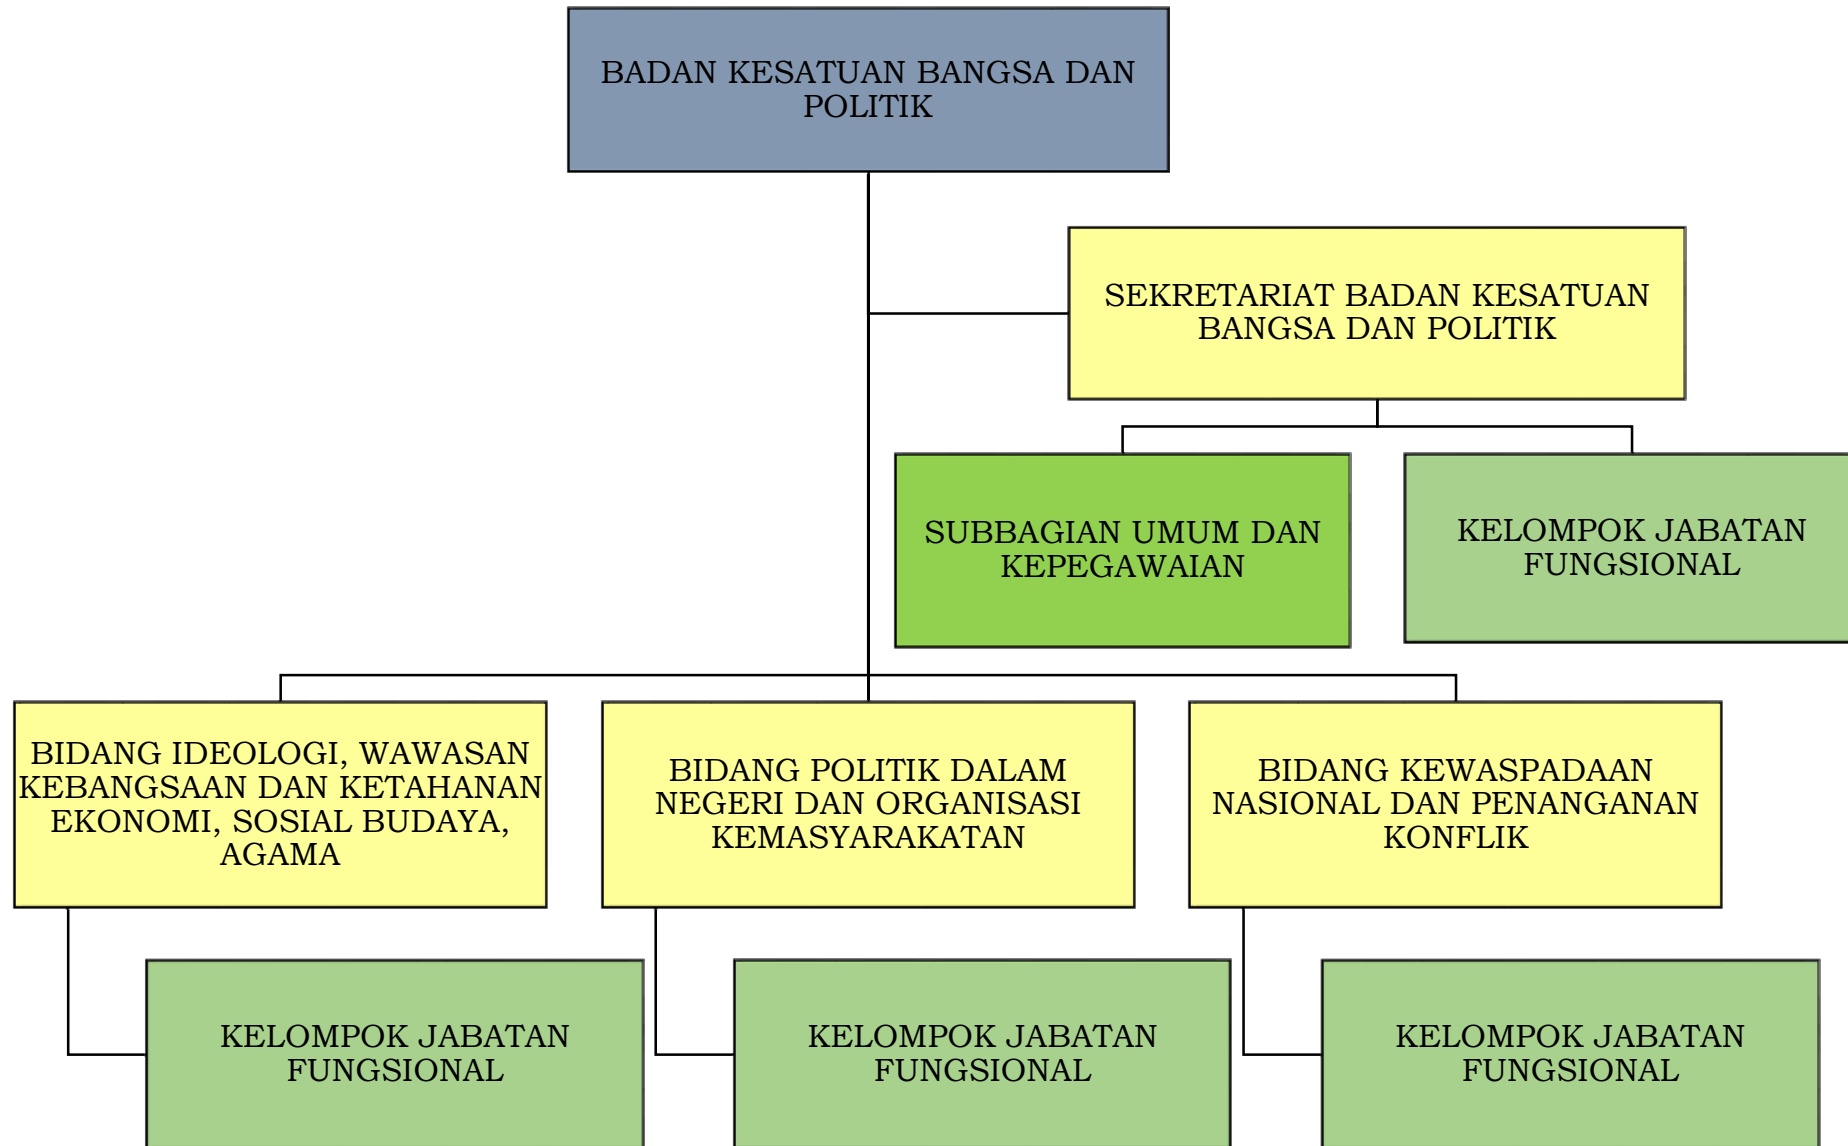 BADAN KESATUAN BANGSA DAN
POLITIK
SEKRETARIAT BADAN KESATUAN
BANGSA DAN POLITIK
SUBBAGIAN UMUM DAN
KEPEGAWAIAN
KELOMPOK JABATAN
FUNGSIONAL
BIDANG IDEOLOGI, WAWASAN
KEBANGSAAN DAN KETAHANAN
EKONOMI, SOSIAL BUDAYA,
AGAMA
BIDANG POLITIK DALAM
NEGERI DAN ORGANISASI
KEMASYARAKATAN
BIDANG KEWASPADAAN
NASIONAL DAN PENANGANAN
KONFLIK
KELOMPOK JABATAN
FUNGSIONAL
KELOMPOK JABATAN
FUNGSIONAL
KELOMPOK JABATAN
FUNGSIONAL